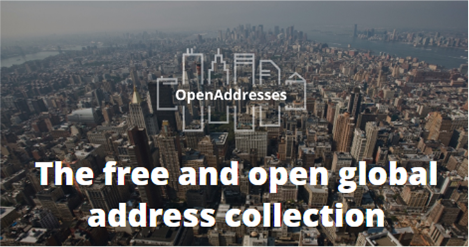 OpenAddresses
The free and open global
address collection